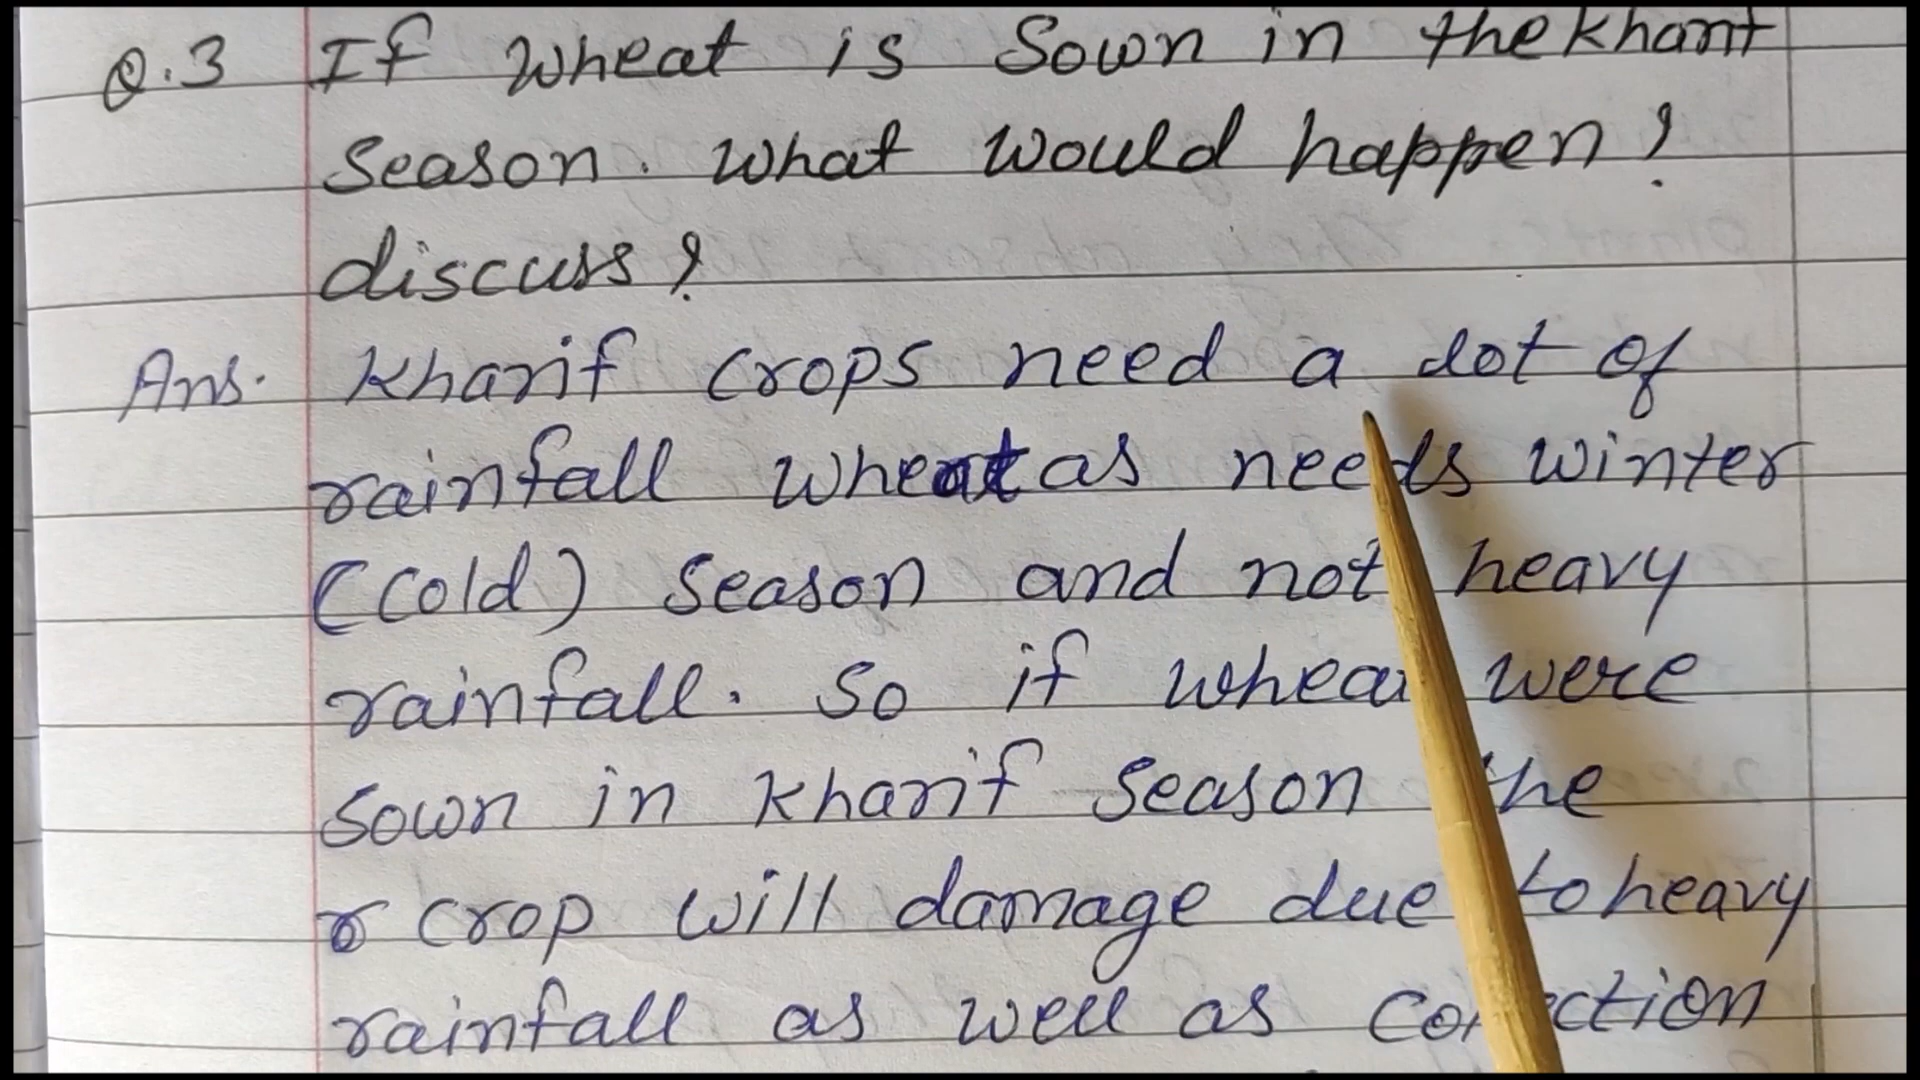 Q.3 If wheat is sown in the kharif
season. what would happen?
discuss?
Ans. Kharif crops need a lot of
rainfall wheatas needs winter
(cold) season and not heavy
rainfall. So if wheat were
sown in kharif season the
crop will damage due to heavy
rainfall as well as